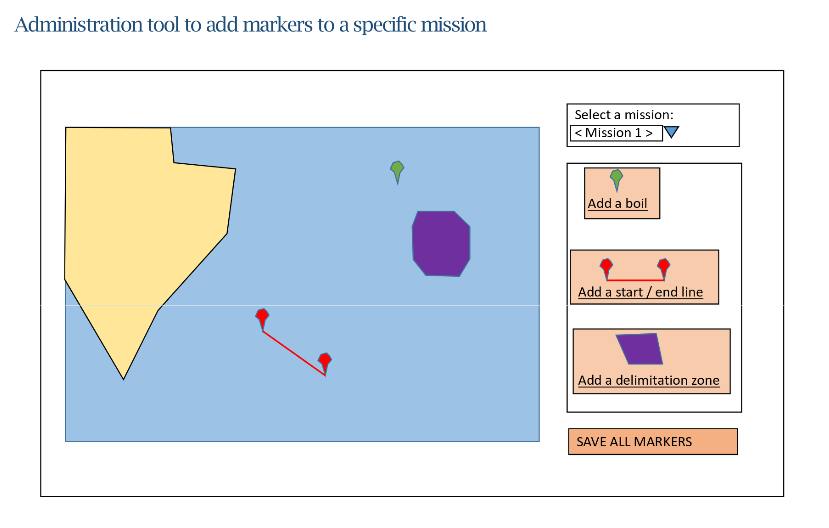 Administration tool to add markers to a specific mission
Select a mission:
< Mission 1 >
Add a boil
Add a start / end line
Add a delimitation zone
SAVE ALL MARKERS